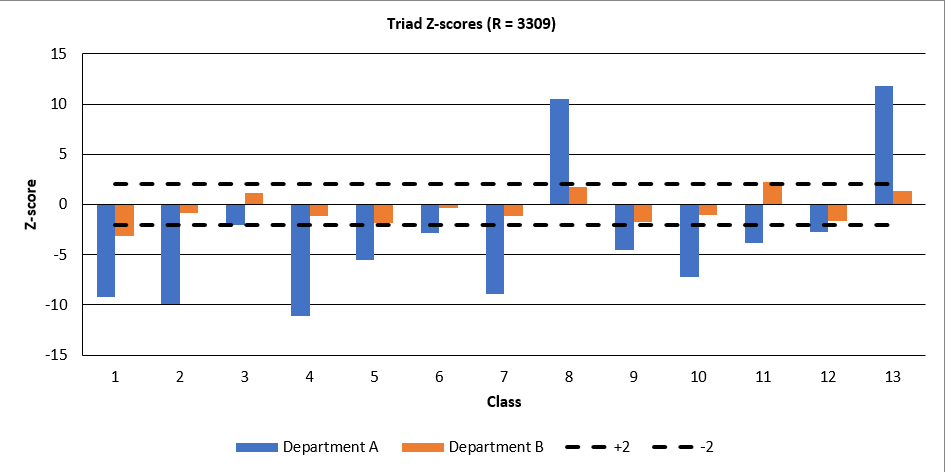 Triad Z-scores (R = 3309)
15
10
5
0
-5
-10
-15
Z-score
1 2 3 4 5 6 7 8 9 10 11 12 13
Class
Department A Department B +2 -2